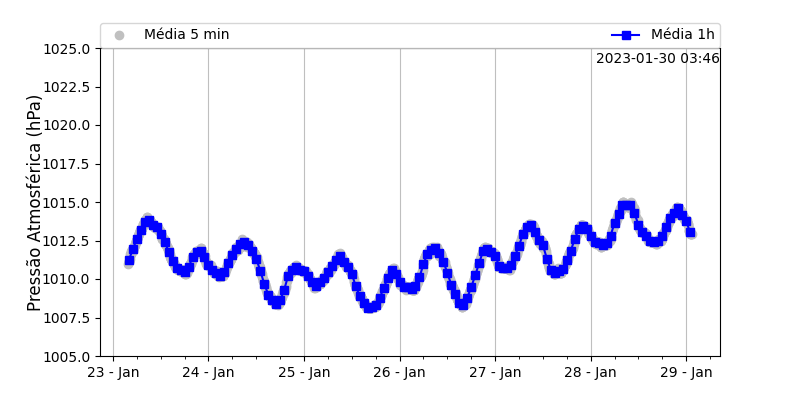 Média 5 min
Média 1h
2023-01-30 03:46
Pressão Atmosférica (hPa)
1025.0
1022.5
1020.0
1017.5
1015.0
1012.5
1010.0
1007.5
1005.0
23 - Jan
24 - Jan
25 - Jan
26 - Jan
27 - Jan
28 - Jan
29 - Jan